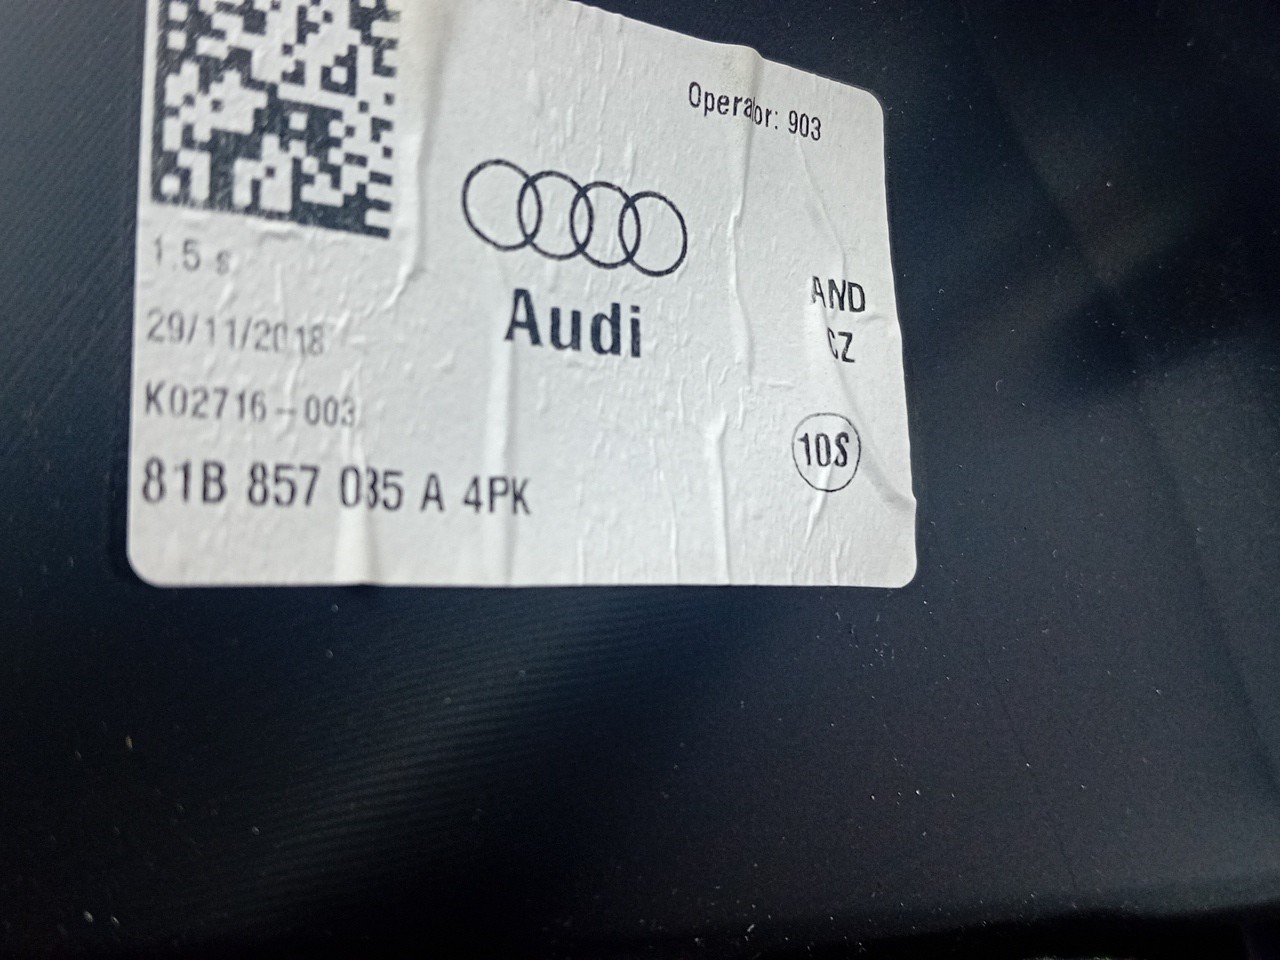 Operator: 903
Audi
AND
CZ
1.5 s
29/11/2018
K02716-003
10S
81B 857 035 A 4PK